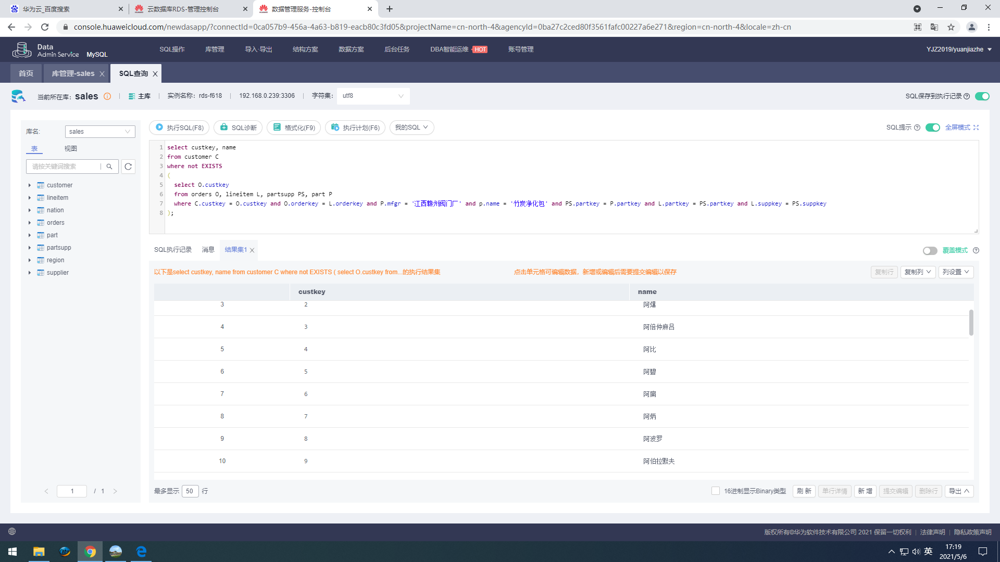 华为云_百度搜索
云数据库RDS-管理控制台
数据管理服务-控制台
console.huaweicloud.com/newdasapp/?connectId=0ca057b9-456a-4a63-b819-eacb80c3fd05&projectName=cn-north-4&agencyId=0ba27c2ced80f3561fafc00227a6e271&region=cn-north-4&locale=zh-cn
Data
Admin Service MySQL
SQL操作 库管理 导入·导出 结构方案 数据方案 后台任务 DBA智能运维 HOT 账号管理
YJZ2019/yuanjiazhe
首页 库管理-sales SQL查询
当前所在库: sales 主库 实例名称: rds-f618 192.168.0.239:3306 字符集: utf8
SQL保存到执行记录
库名: sales
表 视图
请按关键词搜索
customer
lineitem
nation
orders
part
partsupp
region
supplier
1 / 1
执行SQL(F8) SQL诊断 格式化(F9) 执行计划(F6) 我的SQL
SQL提示 全屏模式
1 select custkey, name
2 from customer C
3 where not EXISTS
4 (
5 select O.custkey
6 from orders O, lineitem L, partsupp PS, part P
7 where C.custkey = O.custkey and O.orderkey = L.orderkey and P.mfgr = '江西赣州阀门厂' and p.name = '竹炭净化包' and PS.partkey = P.partkey and L.partkey = PS.partkey and L.suppkey = PS.suppkey
8 );
SQL执行记录 消息 结果集1
覆盖模式
以下是select custkey, name from customer C where not EXISTS ( select O.custkey from...的执行结果集
点击单元格可编辑数据，新增或编辑后需要提交编辑以保存
复制行 复制列 列设置
custkey name
3 2 阿爆
4 3 阿倍仲麻吕
5 4 阿比
6 5 阿碧
7 6 阿扁
8 7 阿炳
9 8 阿波罗
10 9 阿伯拉默夫
最多显示 50 行
16进制显示Binary类型 刷 新 单行详情 新 增 提交编辑 删除行 导出
版权所有©华为软件技术有限公司 2021 保留一切权利 | 法律声明 | 隐私政策声明
英
17:19
2021/5/6